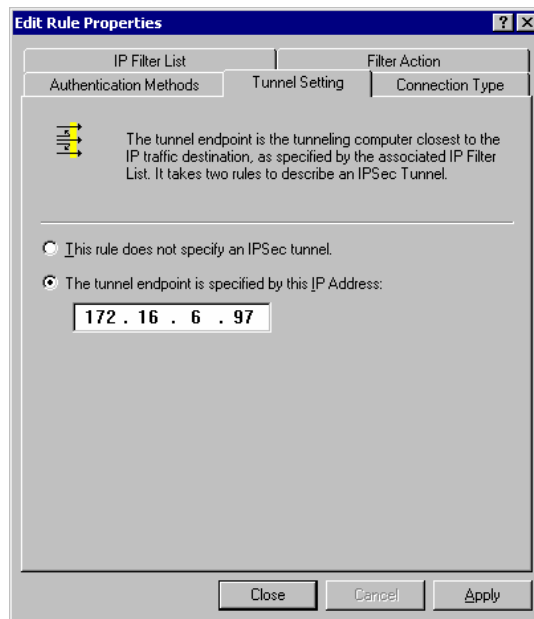 Edit Rule Properties
IP Filter List
Filter Action
Authentication Methods
Tunnel Setting
Connection Type
The tunnel endpoint is the tunneling computer closest to the
IP traffic destination, as specified by the associated IP Filter
List. It takes two rules to describe an IPSec Tunnel.
This rule does not specify an IPSec tunnel.
The tunnel endpoint is specified by this IP Address:
172 . 16 . 6 . 97
Close
Cancel
Apply